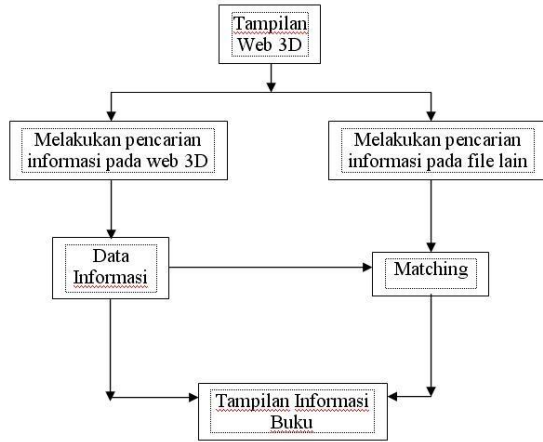 Tampilan
Web 3D
Melakukan pencarian
informasi pada web 3D
Melakukan pencarian
informasi pada file lain
Data
Informasi
Matching
Tampilan Informasi
Buku